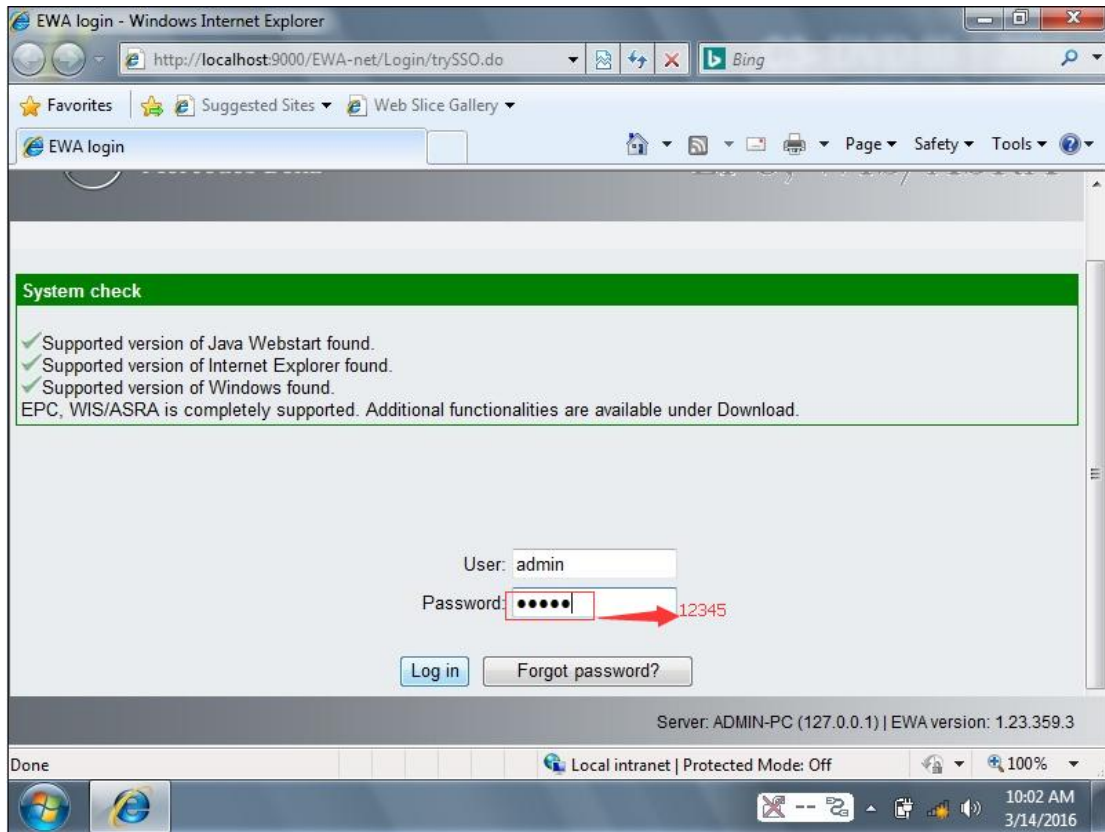 EWA login - Windows Internet Explorer
http://localhost:9000/EWA-net/Login/trySSO.do
Bing
Favorites Suggested Sites Web Slice Gallery
EWA login
Page Safety Tools
System check
Supported version of Java Webstart found.
Supported version of Internet Explorer found.
Supported version of Windows found.
EPC, WIS/ASRA is completely supported. Additional functionalities are available under Download.
User: admin
Password: •••••
12345
Log in Forgot password?
Server: ADMIN-PC (127.0.0.1) | EWA version: 1.23.359.3
Done Local intranet | Protected Mode: Off 100%
10:02 AM
3/14/2016